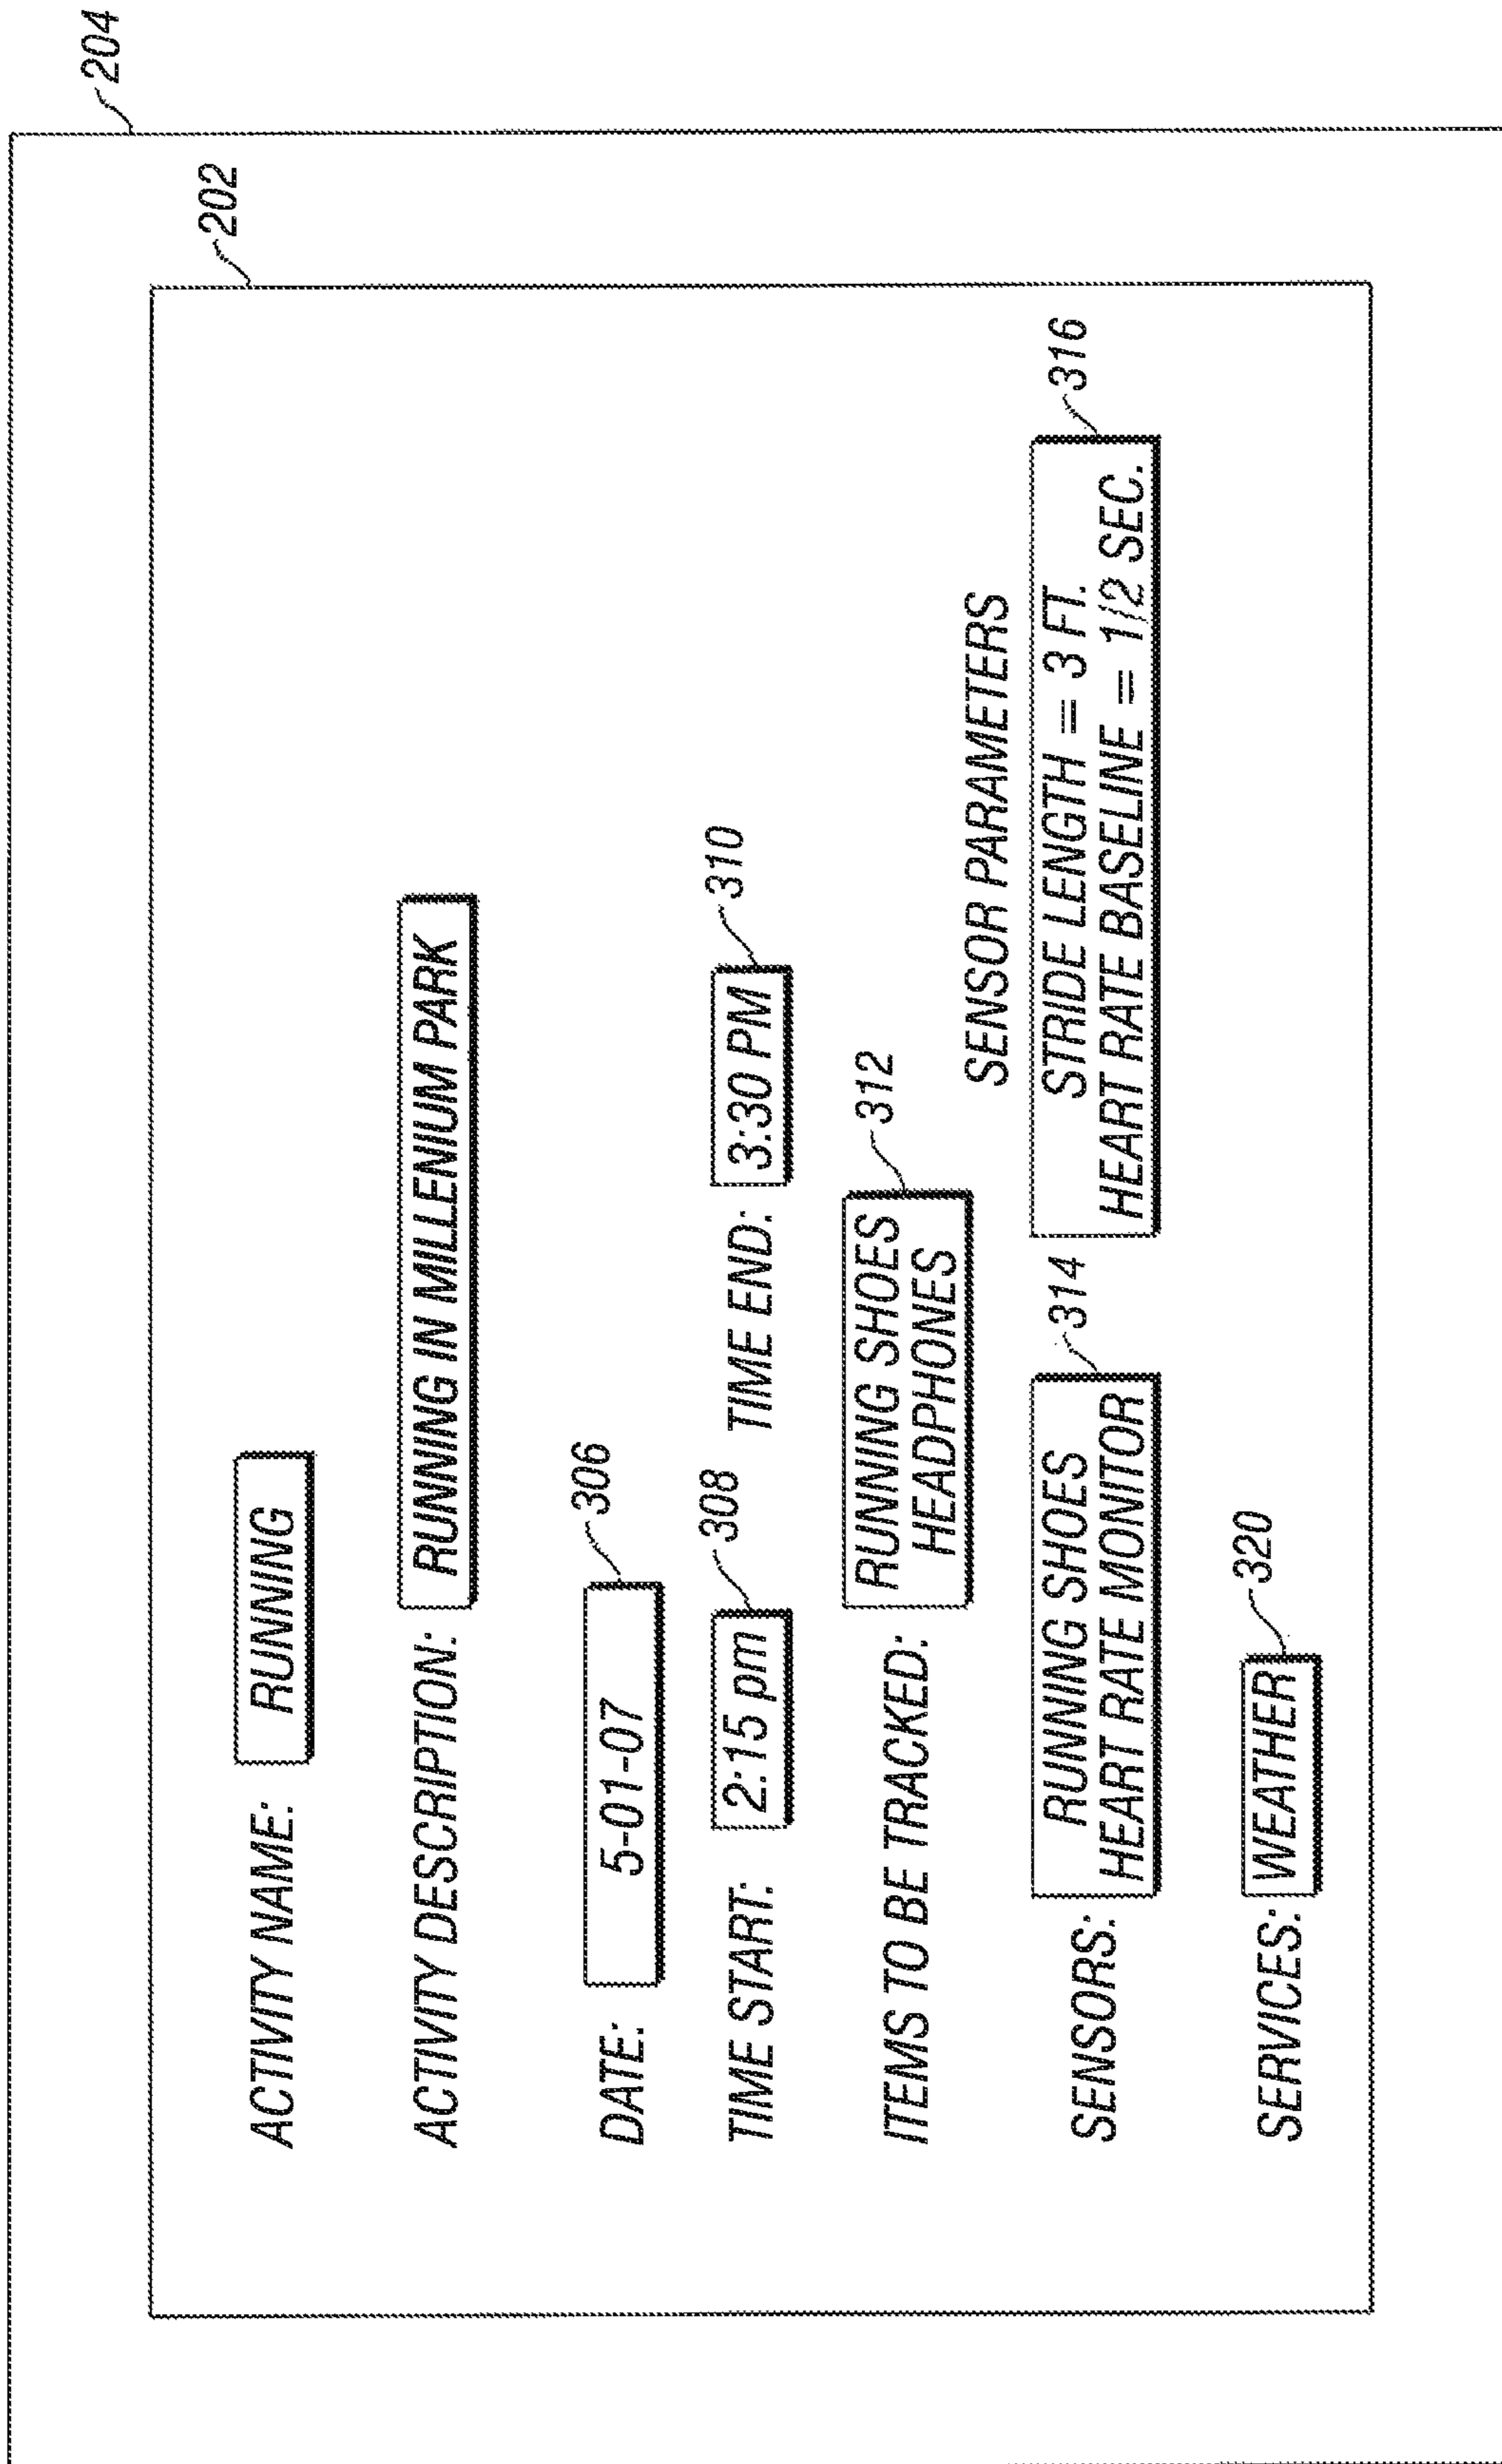 204
202
ACTIVITY NAME: RUNNING
ACTIVITY DESCRIPTION: RUNNING IN MILLENIUM PARK
DATE: 5-01-07 306
TIME START: 2:15 pm 308 TIME END: 3:30 PM 310
ITEMS TO BE TRACKED: RUNNING SHOES 312
HEADPHONES
SENSOR PARAMETERS
SENSORS: RUNNING SHOES 314 STRIDE LENGTH = 3 FT. 316
HEART RATE MONITOR HEART RATE BASELINE = 1/2 SEC.
SERVICES: WEATHER 320